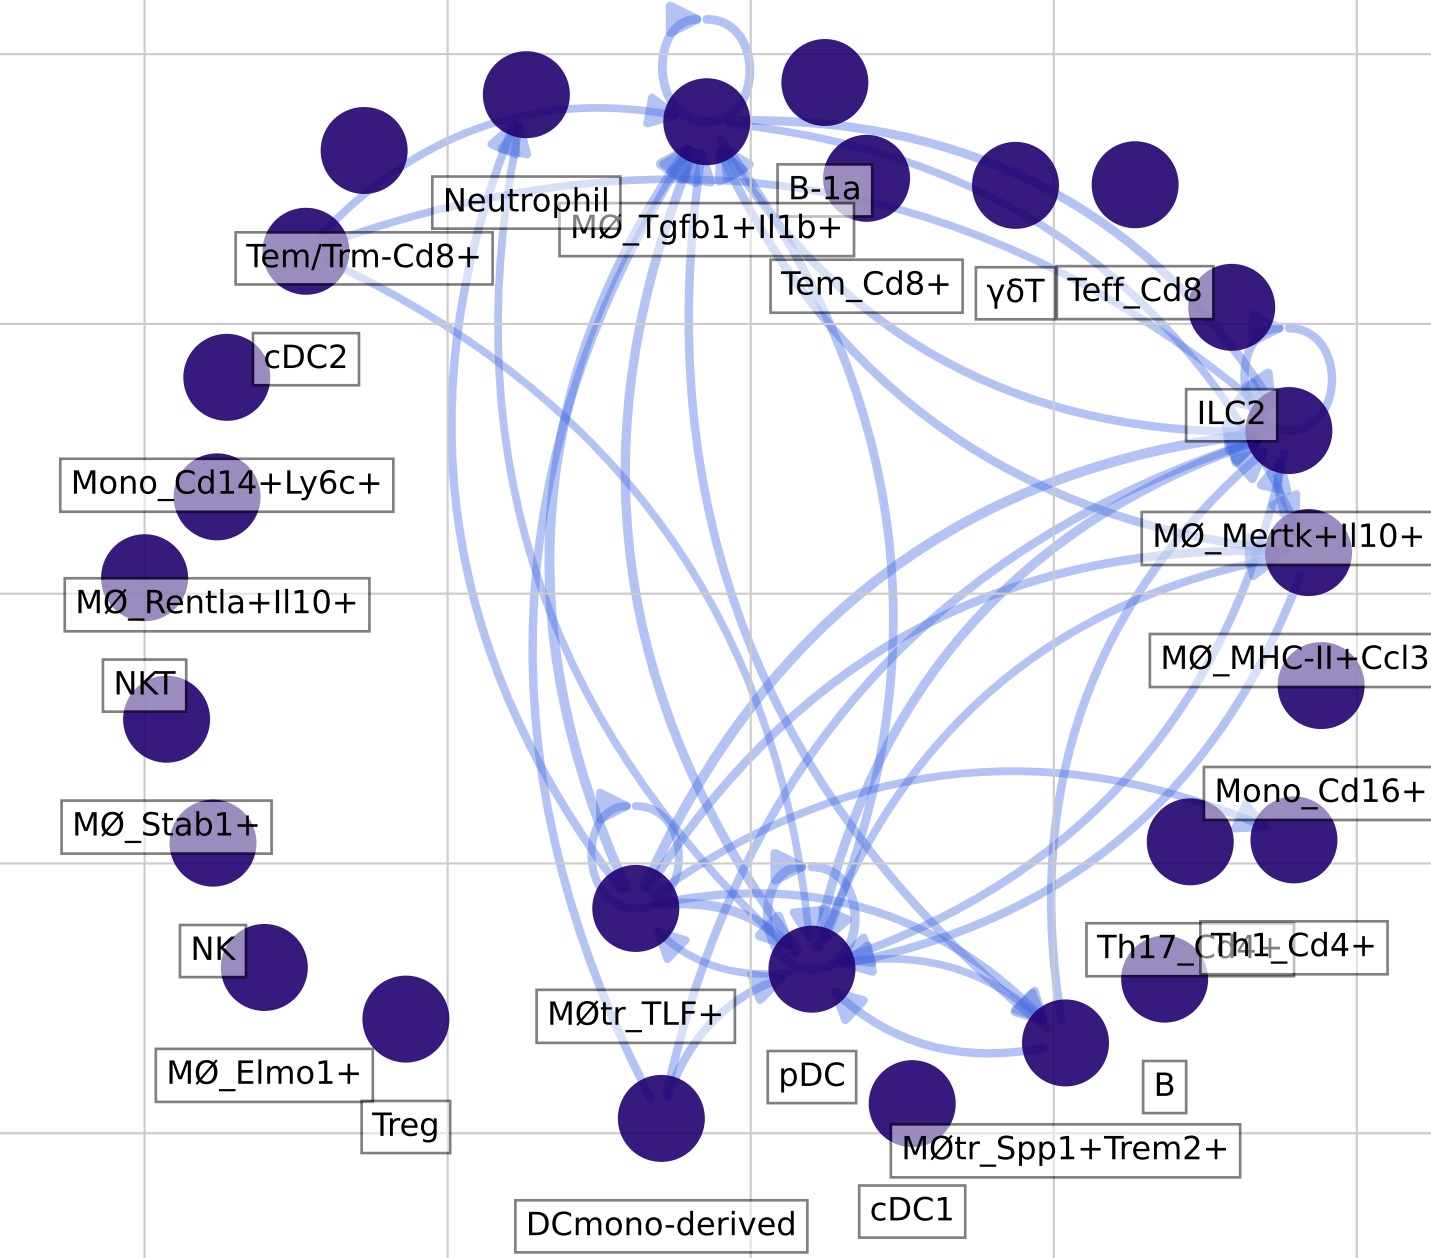 B-1a
Neutrophil
MØ_Tgfb1+Il1b+
Tem/Trm-Cd8+
Tem_Cd8+
γδT
Teff_Cd8
cDC2
ILC2
Mono_Cd14+Ly6c+
MØ_Mertk+Il10+
MØ_Rentla+Il10+
MØ_MHC-II+Ccl3
NKT
Mono_Cd16+
MØ_Stab1+
NK
Th17_Cd4+
Th1_Cd4+
MØtr_TLF+
MØ_Elmo1+
pDC
B
Treg
MØtr_Spp1+Trem2+
cDC1
DCmono-derived